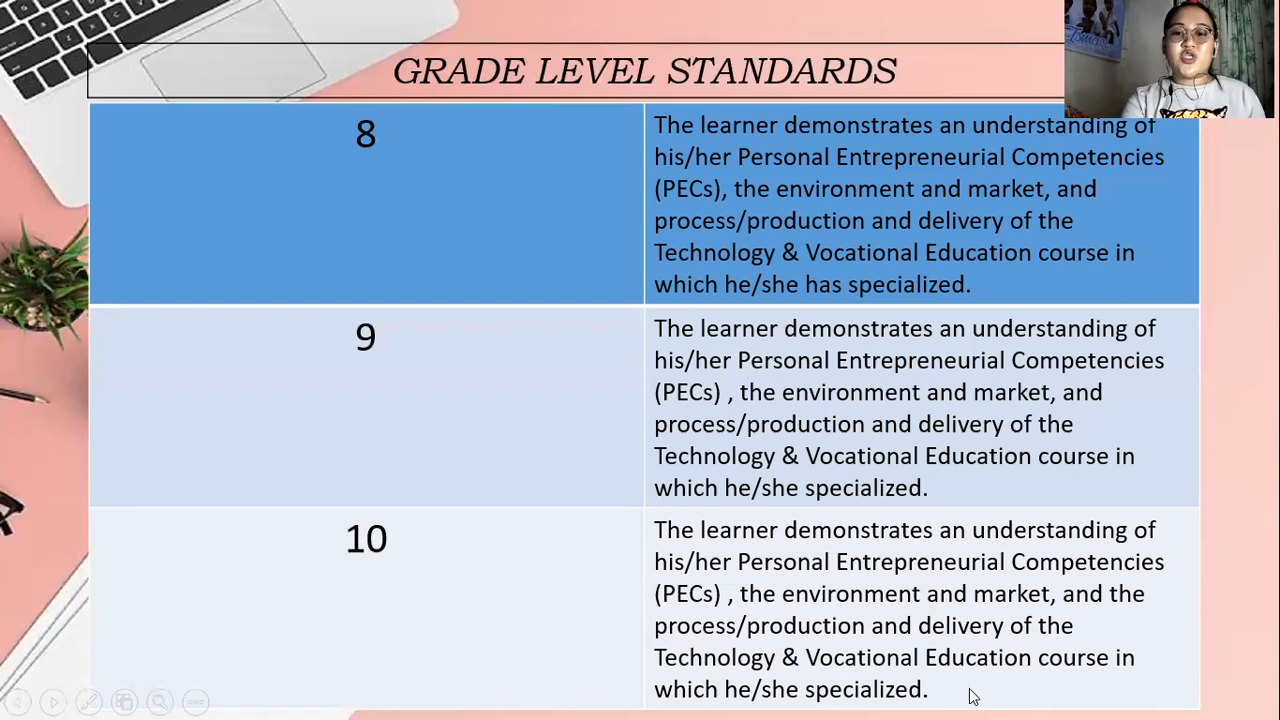 GRADE LEVEL STANDARDS
8
The learner demonstrates an understanding of
his/her Personal Entrepreneurial Competencies
(PECs), the environment and market, and
process/production and delivery of the
Technology & Vocational Education course in
which he/she has specialized.
9
The learner demonstrates an understanding of
his/her Personal Entrepreneurial Competencies
(PECs) , the environment and market, and
process/production and delivery of the
Technology & Vocational Education course in
which he/she specialized.
10
The learner demonstrates an understanding of
his/her Personal Entrepreneurial Competencies
(PECs) , the environment and market, and the
process/production and delivery of the
Technology & Vocational Education course in
which he/she specialized.